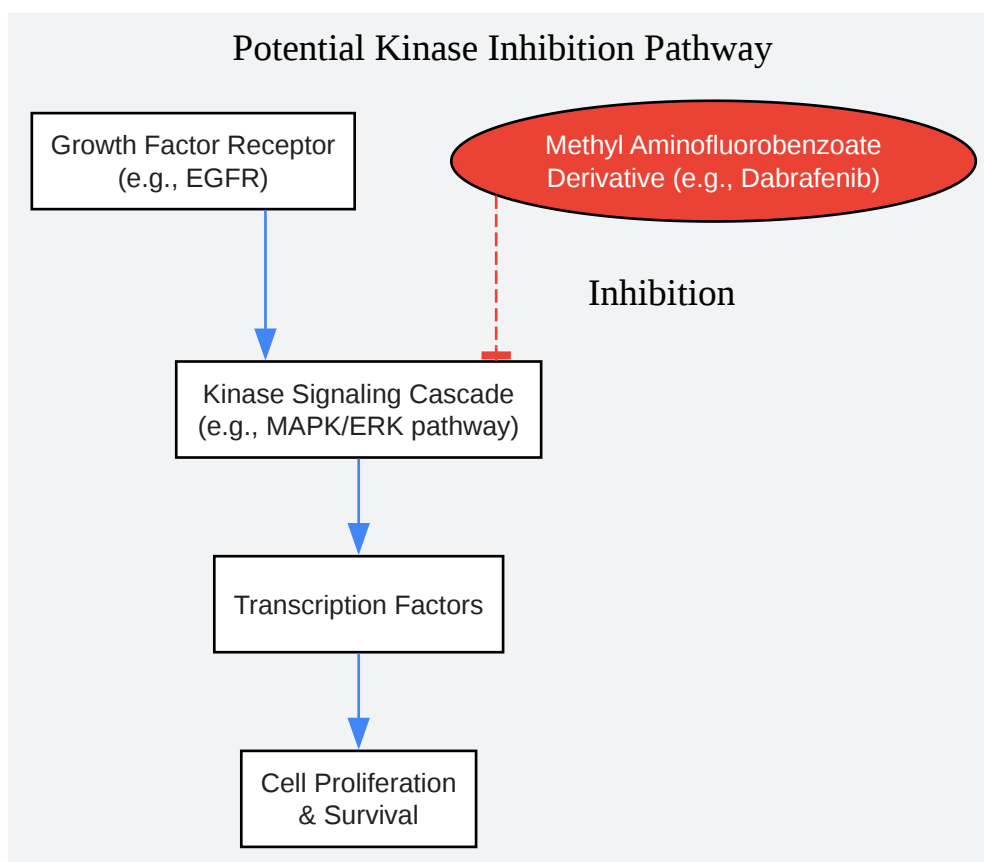 Potential Kinase Inhibition Pathway
Growth Factor Receptor
(e.g., EGFR)
Methyl Aminofluorobenzoate
Derivative (e.g., Dabrafenib)
Inhibition
Kinase Signaling Cascade
(e.g., MAPK/ERK pathway)
Transcription Factors
Cell Proliferation
& Survival